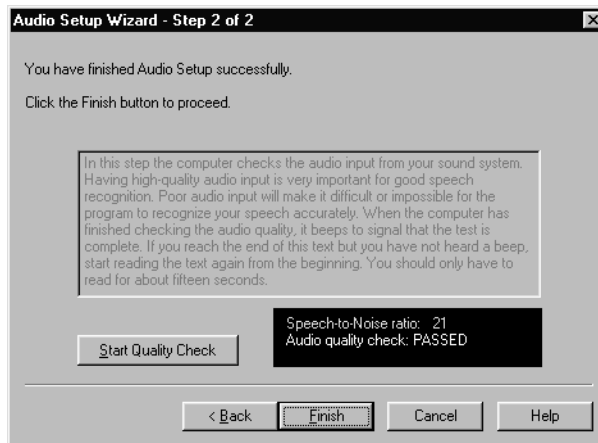 Audio Setup Wizard - Step 2 of 2
You have finished Audio Setup successfully.
Click the Finish button to proceed.
In this step the computer checks the audio input from your sound system.
Having high-quality audio input is very important for good speech
recognition. Poor audio input will make it difficult or impossible for the
program to recognize your speech accurately. When the computer has
finished checking the audio quality, it beeps to signal that the test is
complete. If you reach the end of this text but you have not heard a beep,
start reading the text again from the beginning. You should only have to
read for about fifteen seconds.
Speech-to-Noise ratio: 21
Audio quality check: PASSED
Start Quality Check
< Back
Finish
Cancel
Help